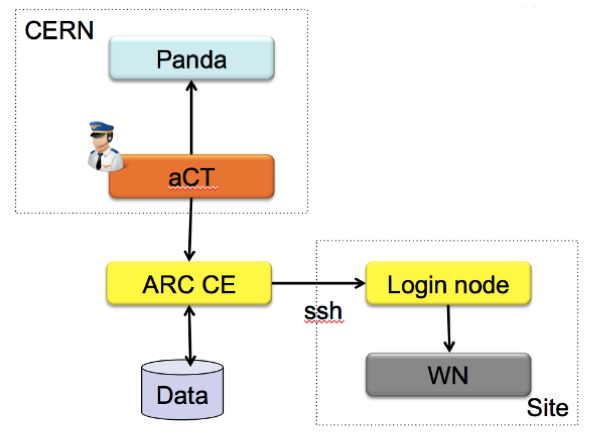 CERN
Panda
aCT
ARC CE
Login node
ssh
WN
Data
Site